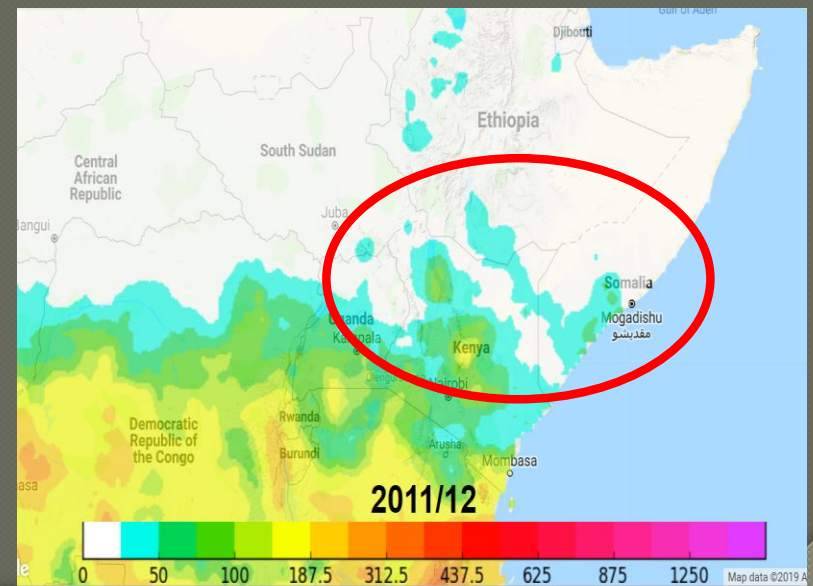 Gulf of Aden
Djibouti
Ethiopia
South Sudan
Central
African
Republic
Juba
Bangui
Somalia
Mogadishu
مقديشو
Uganda
Kampala
Kenya
Nairobi
Democratic
Republic of
the Congo
Rwanda
Burundi
Arusha
Mombasa
asa
2011/12
0 50 100 187.5 312.5 437.5 625 875 1250
Map data ©2019 A